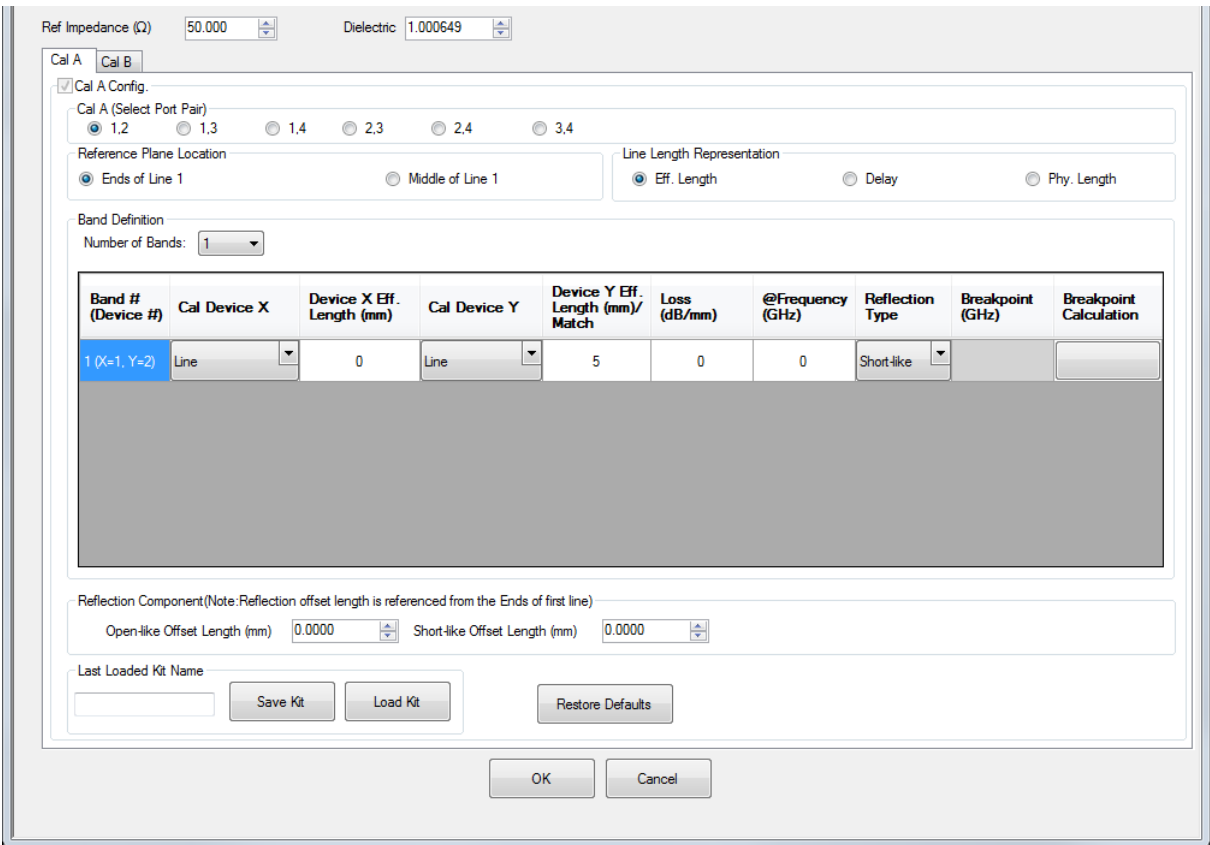 Ref Impedance (Ω) 50.000 Dielectric 1.000649
Cal A Cal B
Cal A Config.
Cal A (Select Port Pair)
1,2 1,3 1,4 2,3 2,4 3,4
Reference Plane Location Line Length Representation
Ends of Line 1 Middle of Line 1 Eff. Length Delay Phy. Length
Band Definition
Number of Bands: 1
Band # (Device #) Cal Device X Device X Eff. Length (mm) Cal Device Y Device Y Eff. Length (mm)/ Match Loss (dB/mm) @Frequency (GHz) Reflection Type Breakpoint (GHz) Breakpoint Calculation
1 (X=1, Y=2) Line 0 Line 5 0 0 Short-like
Reflection Component(Note:Reflection offset length is referenced from the Ends of first line)
Open-like Offset Length (mm) 0.0000 Short-like Offset Length (mm) 0.0000
Last Loaded Kit Name
Save Kit Load Kit Restore Defaults
OK Cancel